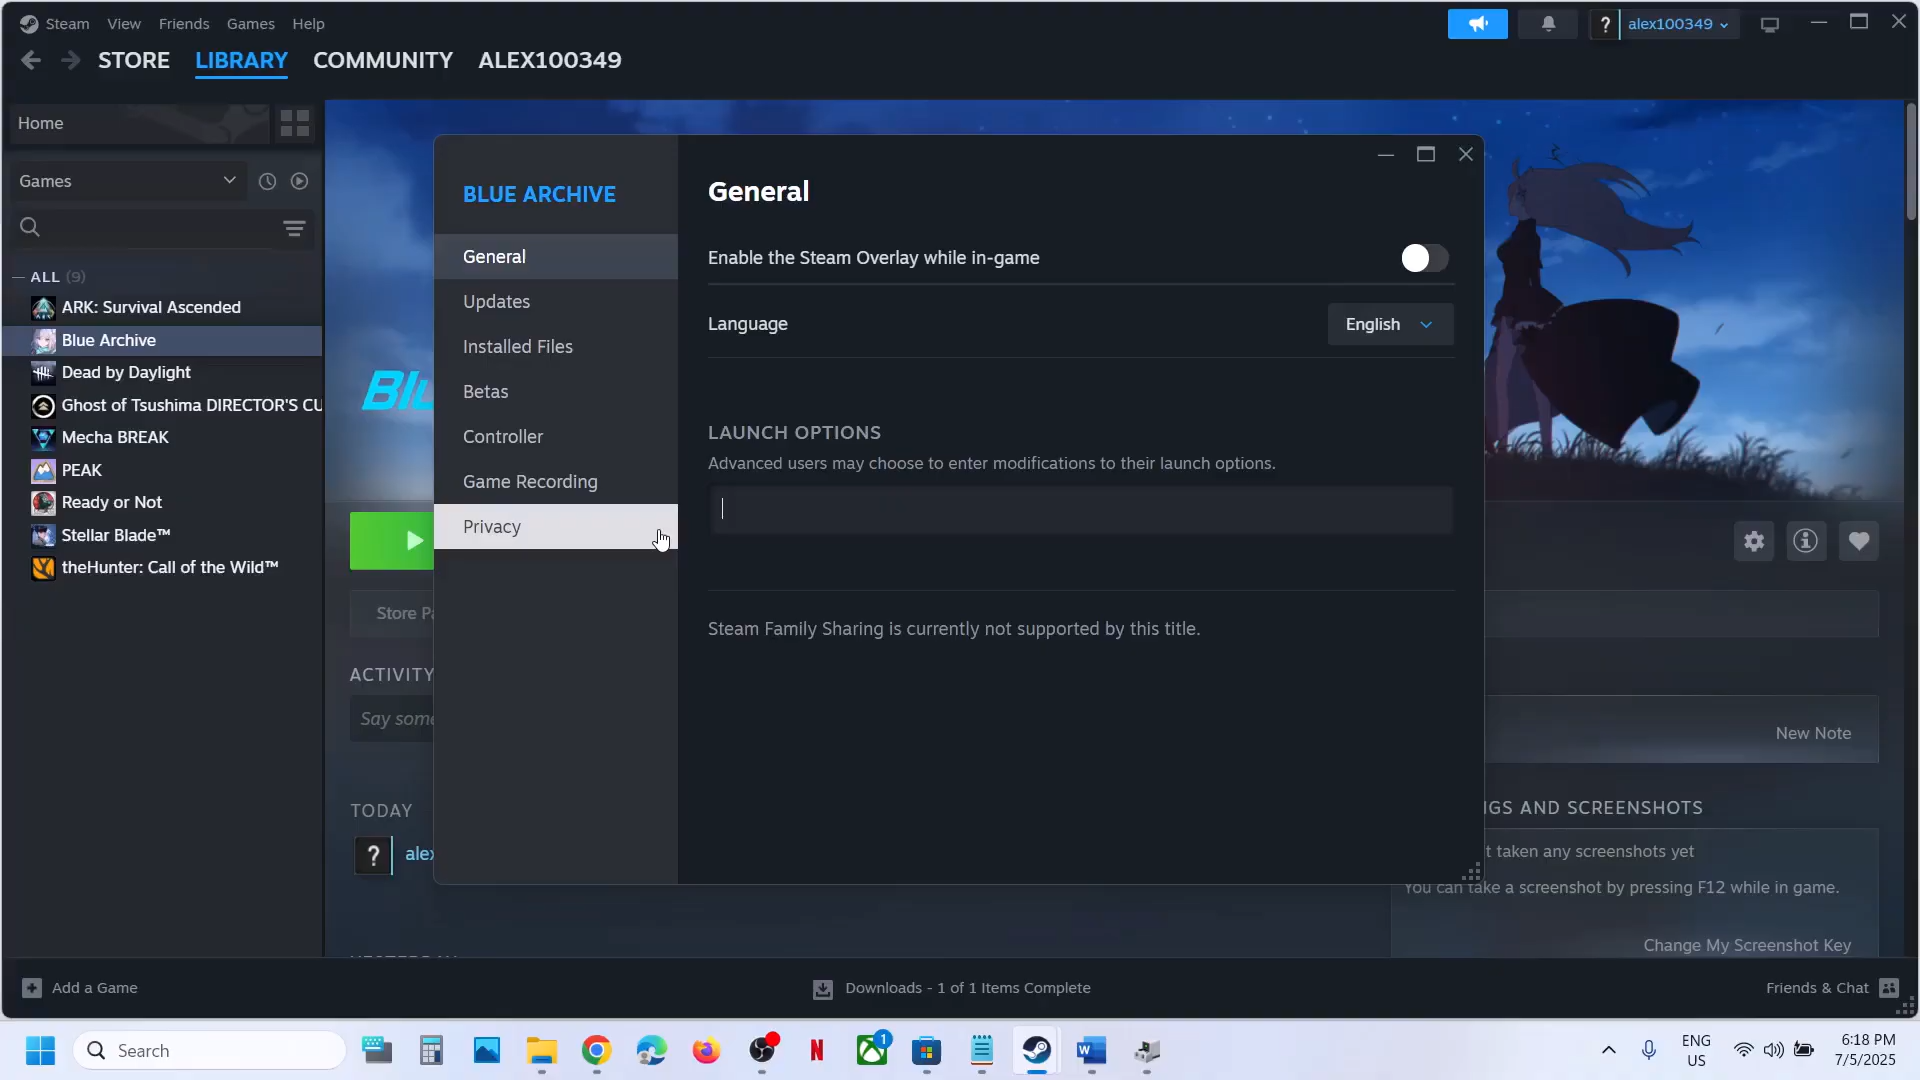 Steam View Friends Games Help
alex100349
STORE LIBRARY COMMUNITY ALEX100349
Home
Games
ALL (9)
ARK: Survival Ascended
Blue Archive
Dead by Daylight
Ghost of Tsushima DIRECTOR'S CU
Mecha BREAK
PEAK
Ready or Not
Stellar Blade™
theHunter: Call of the Wild™
BLUE ARCHIVE
General
Updates
Installed Files
Betas
Controller
Game Recording
Privacy
General
Enable the Steam Overlay while in-game
Language
English
LAUNCH OPTIONS
Advanced users may choose to enter modifications to their launch options.
Steam Family Sharing is currently not supported by this title.
Store Pa
ACTIVITY
Say some
TODAY
alex
New Note
GS AND SCREENSHOTS
t taken any screenshots yet
You can take a screenshot by pressing F12 while in game.
Change My Screenshot Key
Add a Game
Downloads - 1 of 1 Items Complete
Friends & Chat
Search
1
ENG
US
6:18 PM
7/5/2025